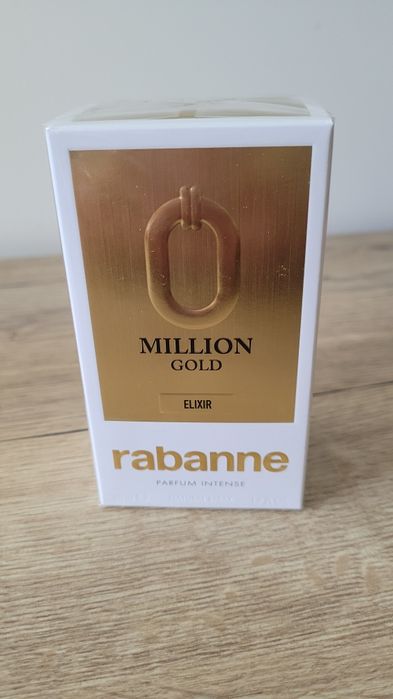 MILLION
GOLD
ELIXIR
rabanne
PARFUM INTENSE